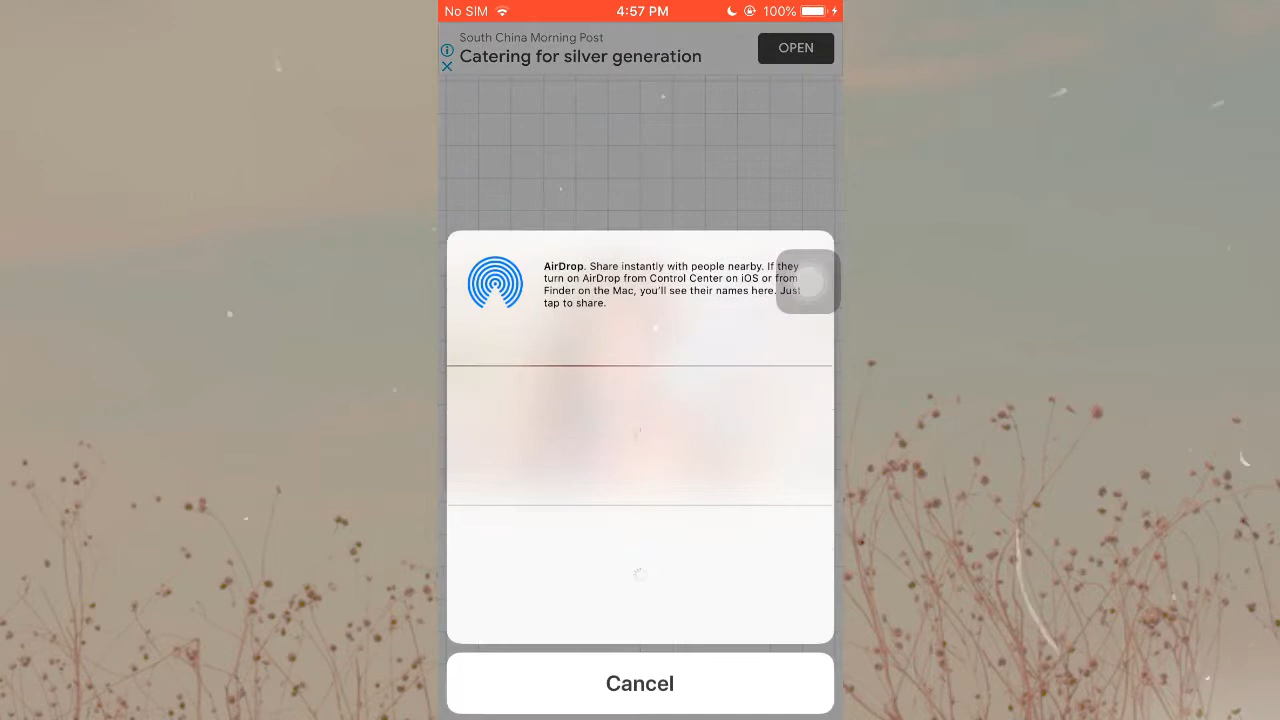 No SIM 4:57 PM 100%
South China Morning Post
Catering for silver generation
OPEN
AirDrop. Share instantly with people nearby. If they
turn on AirDrop from Control Center on iOS or from
Finder on the Mac, you'll see their names here. Just
tap to share.
Cancel